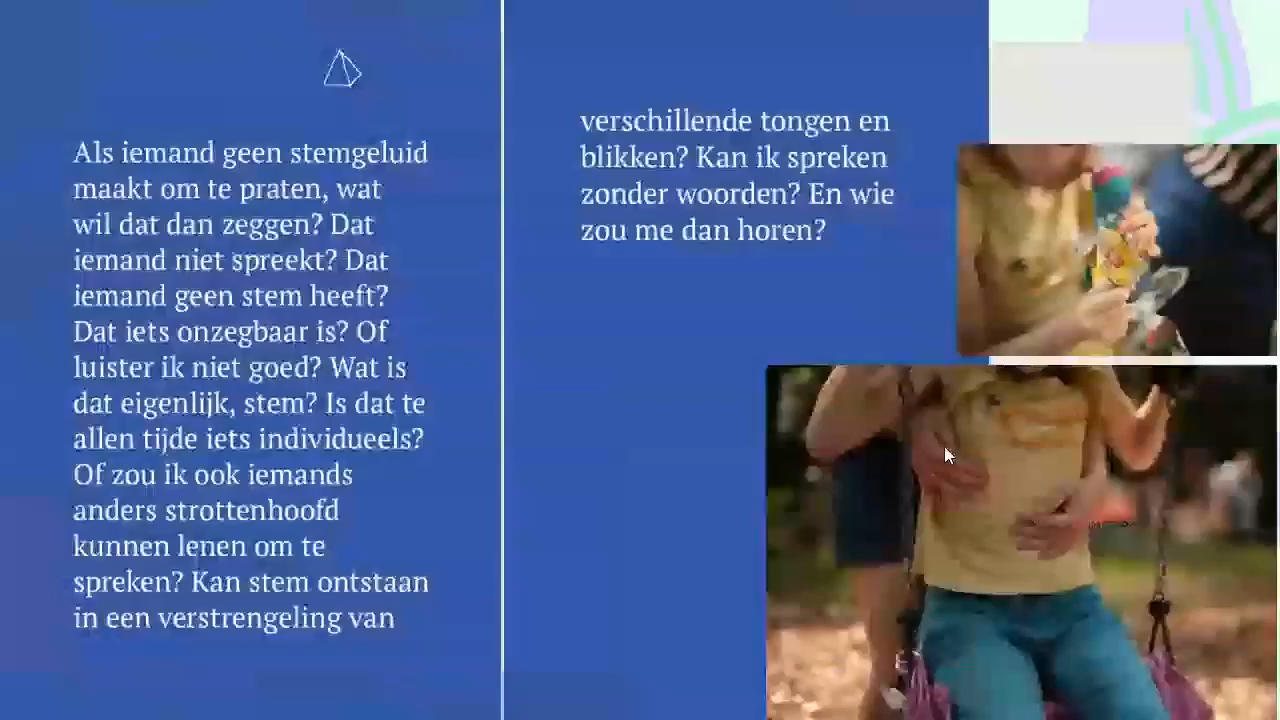 Als iemand geen stemgeluid
maakt om te praten, wat
wil dat dan zeggen? Dat
iemand niet spreekt? Dat
iemand geen stem heeft?
Dat iets onzegbaar is? Of
luister ik niet goed? Wat is
dat eigenlijk, stem? Is dat te
allen tijde iets individueels?
Of zou ik ook iemands
anders strottenhoofd
kunnen lenen om te
spreken? Kan stem ontstaan
in een verstrengeling van
verschillende tongen en
blikken? Kan ik spreken
zonder woorden? En wie
zou me dan horen?